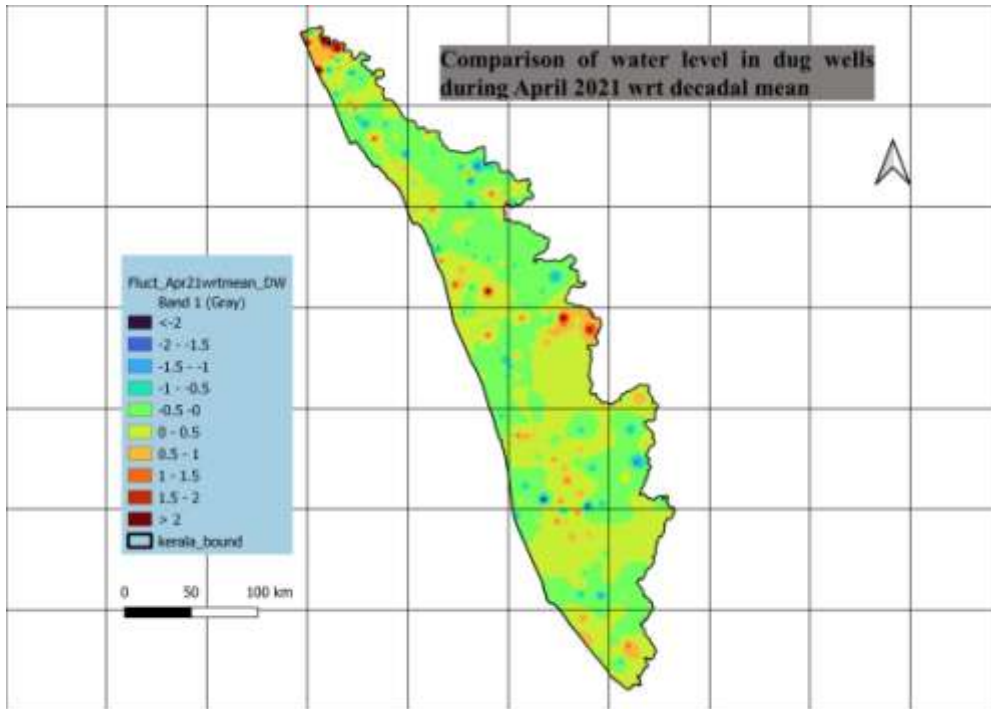 Comparison of water level in dug wells
during April 2021 wrt decadal mean
Fluct_Apr21wrtmean_DW
Band 1 (Gray)
<-2
-2 - -1.5
-1.5 - -1
-1 - -0.5
-0.5 -0
0 - 0.5
0.5 - 1
1 - 1.5
1.5 - 2
> 2
kerala_bound
0 50 100 km